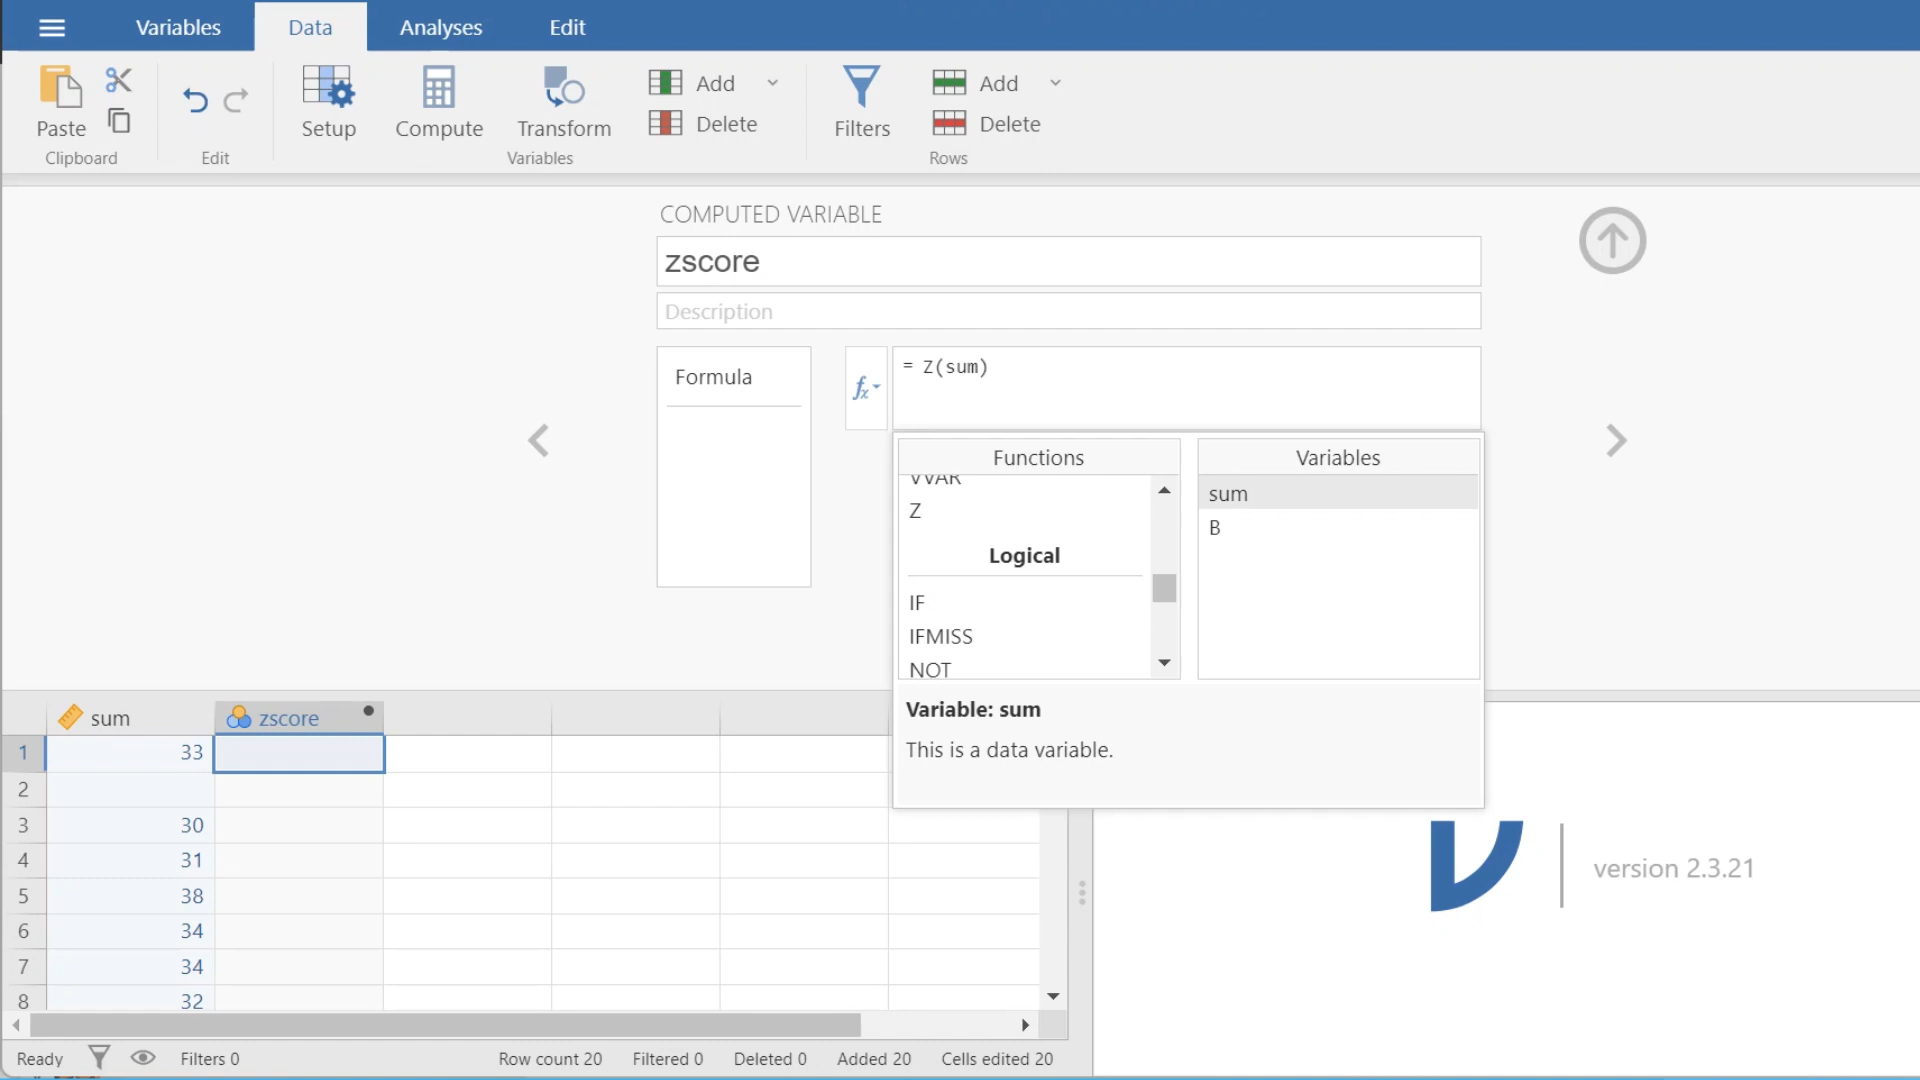 Variables Data Analyses Edit
Paste
Clipboard
Edit
Setup Compute Transform
Add
Delete
Variables
Filters
Add
Delete
Rows
COMPUTED VARIABLE
zscore
Description
Formula
fx
= Z(sum)
Functions
VVAR
Z
Logical
IF
IFMISS
NOT
Variables
sum
B
Variable: sum
This is a data variable.
sum zscore
1 33
2
3 30
4 31
5 38
6 34
7 34
8 32
version 2.3.21
Ready Filters 0 Row count 20 Filtered 0 Deleted 0 Added 20 Cells edited 20